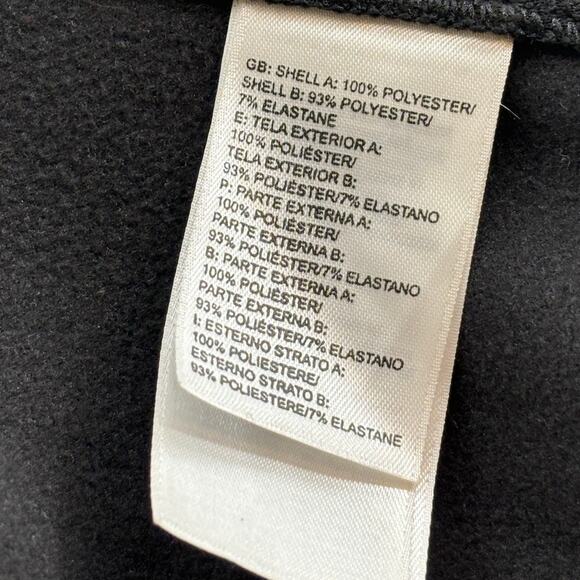 GB: SHELL A: 100% POLYESTER/
SHELL B: 93% POLYESTER/
7% ELASTANE
E: TELA EXTERIOR A:
100% POLIÉSTER/
TELA EXTERIOR B:
93% POLIÉSTER/7% ELASTANO
P: PARTE EXTERNA A:
100% POLIÉSTER/
PARTE EXTERNA B:
93% POLIÉSTER/7% ELASTANO
B: PARTE EXTERNA A:
100% POLIÉSTER/
PARTE EXTERNA B:
93% POLIÉSTER/7% ELASTANO
I: ESTERNO STRATO A:
100% POLIESTERE/
ESTERNO STRATO B:
93% POLIESTERE/7% ELASTANE